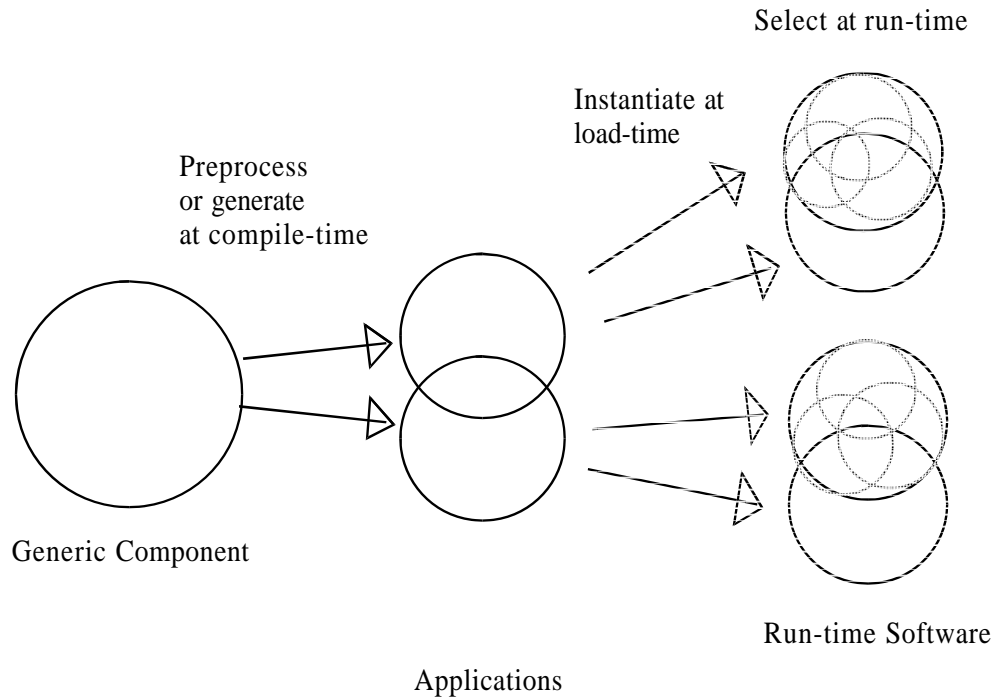 Select at run-time
Instantiate at
load-time
Preprocess
or generate
at compile-time
Generic Component
Run-time Software
Applications